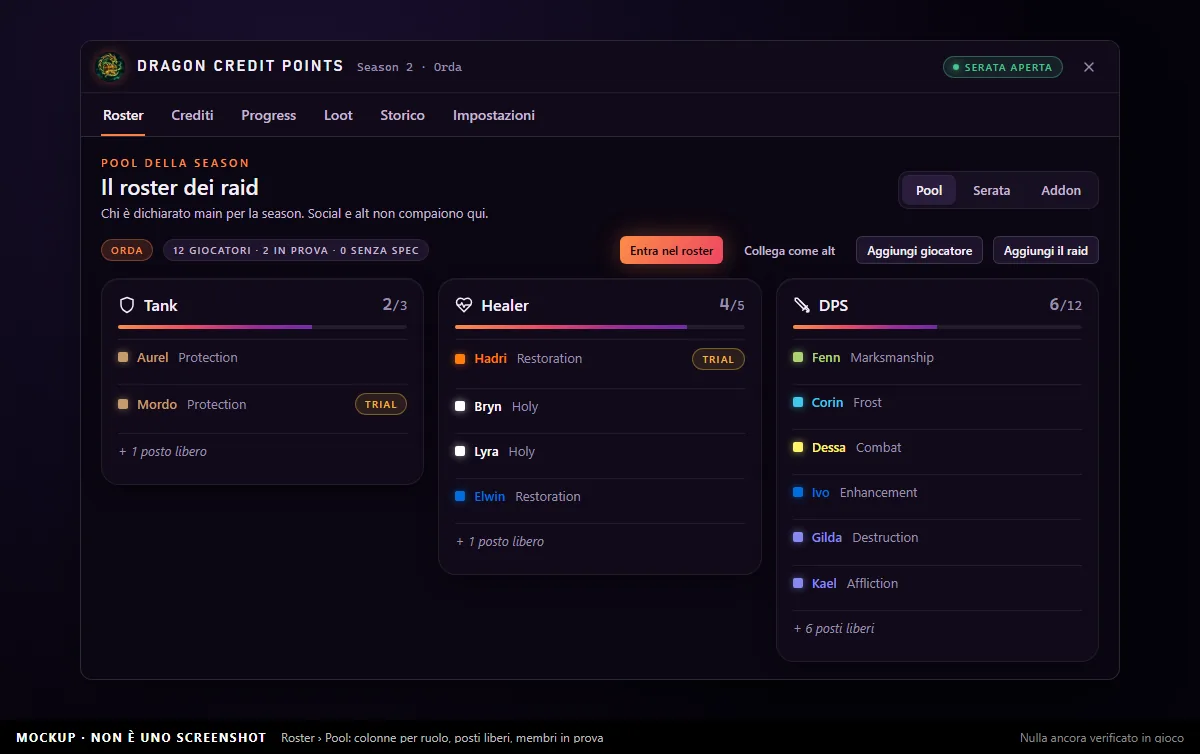 DRAGON CREDIT POINTS Season 2 · Orda
SERATA APERTA
Roster Crediti Progress Loot Storico Impostazioni
POOL DELLA SEASON
Il roster dei raid
Chi è dichiarato main per la season. Social e alt non compaiono qui.
Pool Serata Addon
ORDA 12 GIOCATORI · 2 IN PROVA · 0 SENZA SPEC
Entra nel roster Collega come alt Aggiungi giocatore Aggiungi il raid
Tank 2/3
Aurel Protection
Mordo Protection TRIAL
+ 1 posto libero
Healer 4/5
Hadri Restoration TRIAL
Bryn Holy
Lyra Holy
Elwin Restoration
+ 1 posto libero
DPS 6/12
Fenn Marksmanship
Corin Frost
Dessa Combat
Ivo Enhancement
Gilda Destruction
Kael Affliction
+ 6 posti liberi
MOCKUP · NON È UNO SCREENSHOT Roster › Pool: colonne per ruolo, posti liberi, membri in prova
Nulla ancora verificato in gioco